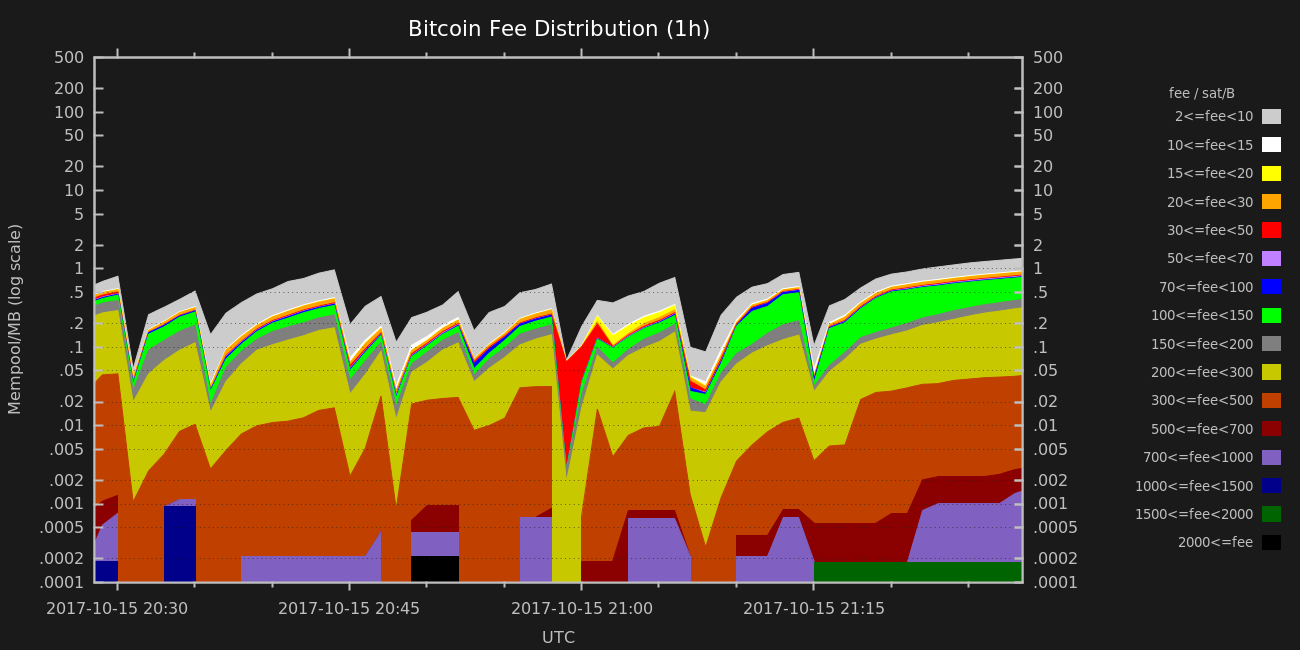 Bitcoin Fee Distribution (1h)
500 500
200 200
100 100
50 50
20 20
10 10
5 5
2 2
1 1
.5 .5
.2 .2
.1 .1
.05 .05
.02 .02
.01 .01
.005 .005
.002 .002
.001 .001
.0005 .0005
.0002 .0002
.0001 .0001
Mempool/MB (log scale)
2017-10-15 20:30 2017-10-15 20:45 2017-10-15 21:00 2017-10-15 21:15
UTC
fee / sat/B
2<=fee<10
10<=fee<15
15<=fee<20
20<=fee<30
30<=fee<50
50<=fee<70
70<=fee<100
100<=fee<150
150<=fee<200
200<=fee<300
300<=fee<500
500<=fee<700
700<=fee<1000
1000<=fee<1500
1500<=fee<2000
2000<=fee